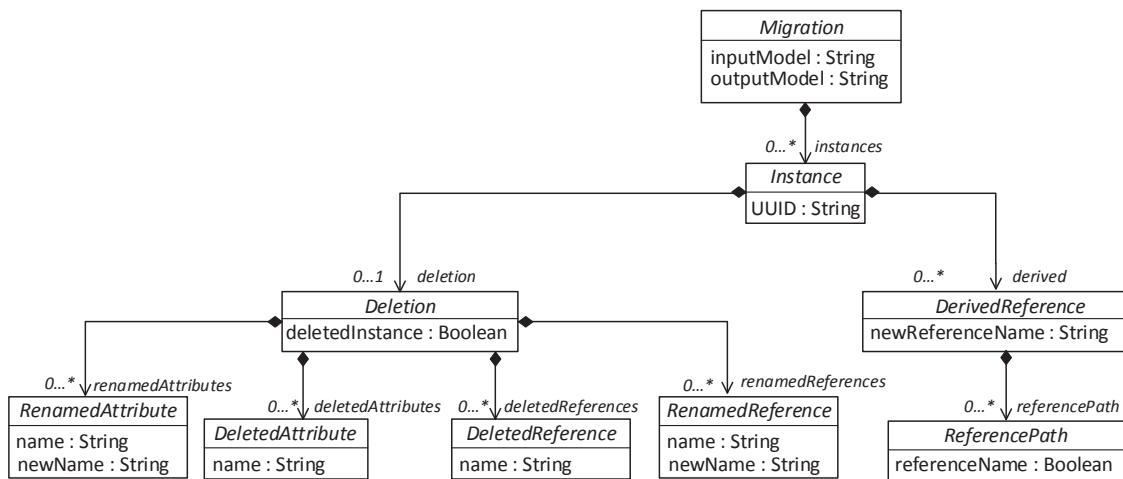 Migration
inputModel : String
outputModel : String
0...* instances
Instance
UUID : String
0...1 deletion
0...* derived
Deletion
deletedInstance : Boolean
DerivedReference
newReferenceName : String
0...* renamedAttributes
0...* deletedAttributes
0...* deletedReferences
0...* renamedReferences
0...* referencePath
RenamedAttribute
name : String
newName : String
DeletedAttribute
name : String
DeletedReference
name : String
RenamedReference
name : String
newName : String
ReferencePath
referenceName : Boolean